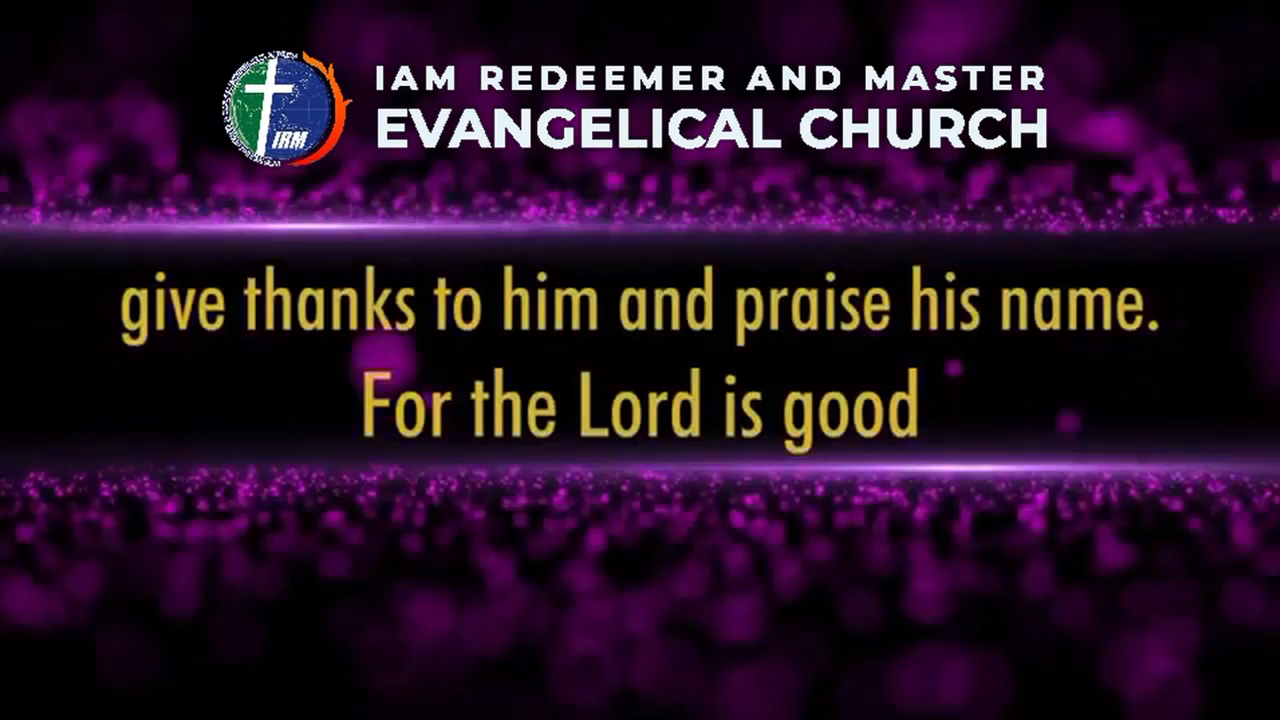 IAM REDEEMER AND MASTER
EVANGELICAL CHURCH
IRM
give thanks to him and praise his name.
For the Lord is good